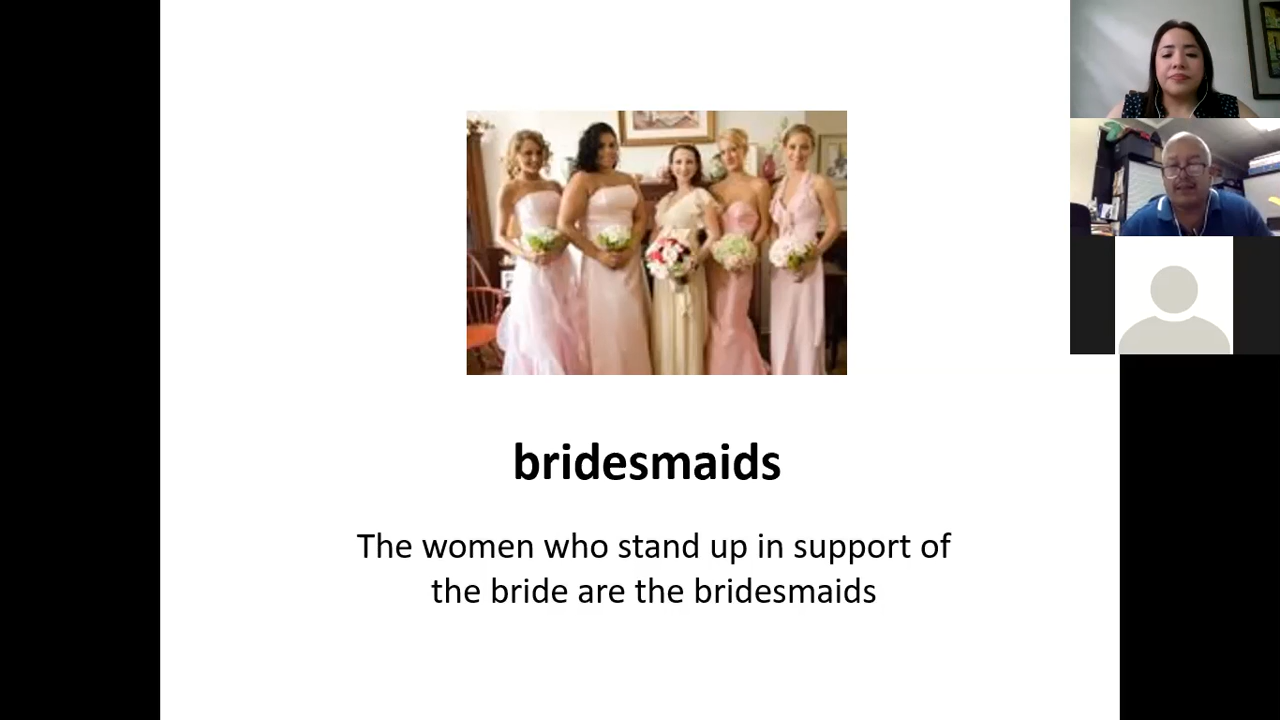 bridesmaids
The women who stand up in support of
the bride are the bridesmaids